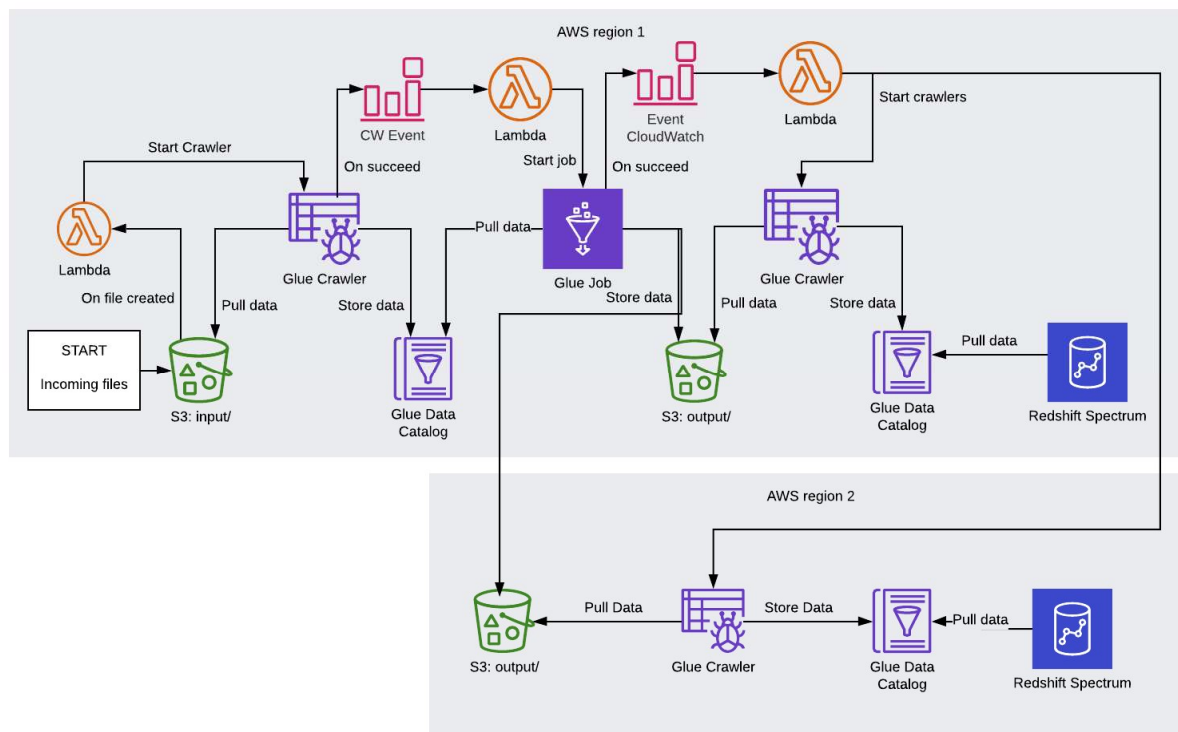 AWS region 1
CW Event
Lambda
Event
CloudWatch
Lambda
Start crawlers
Start Crawler
On succeed
Start job
On succeed
Lambda
Glue Crawler
Pull data
Glue Job
Glue Crawler
On file created
Pull data
Store data
Store data
Pull data
Store data
START
Incoming files
S3: input/
Glue Data
Catalog
S3: output/
Glue Data
Catalog
Pull data
Redshift Spectrum
AWS region 2
S3: output/
Pull Data
Glue Crawler
Store Data
Glue Data
Catalog
Pull data
Redshift Spectrum